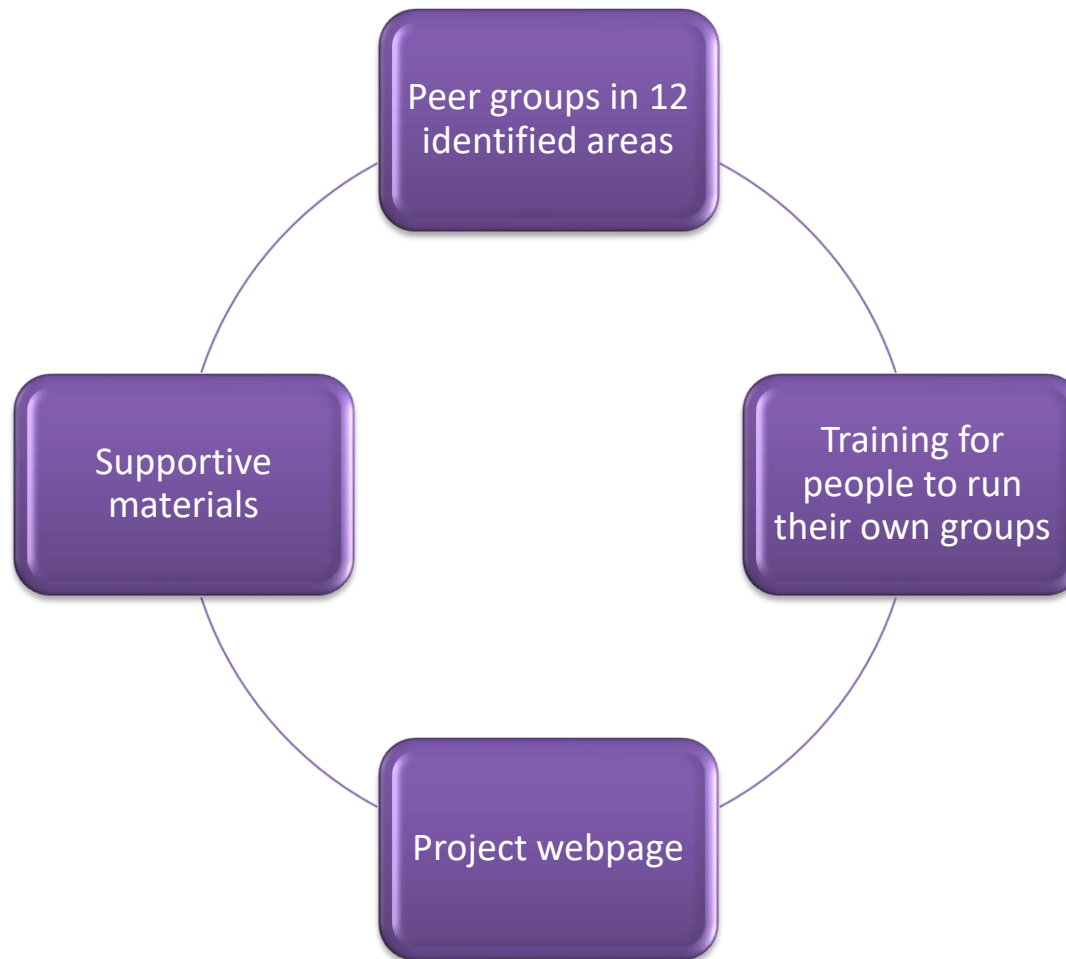 Peer groups in 12
identified areas
Supportive
materials
Training for
people to run
their own groups
Project webpage